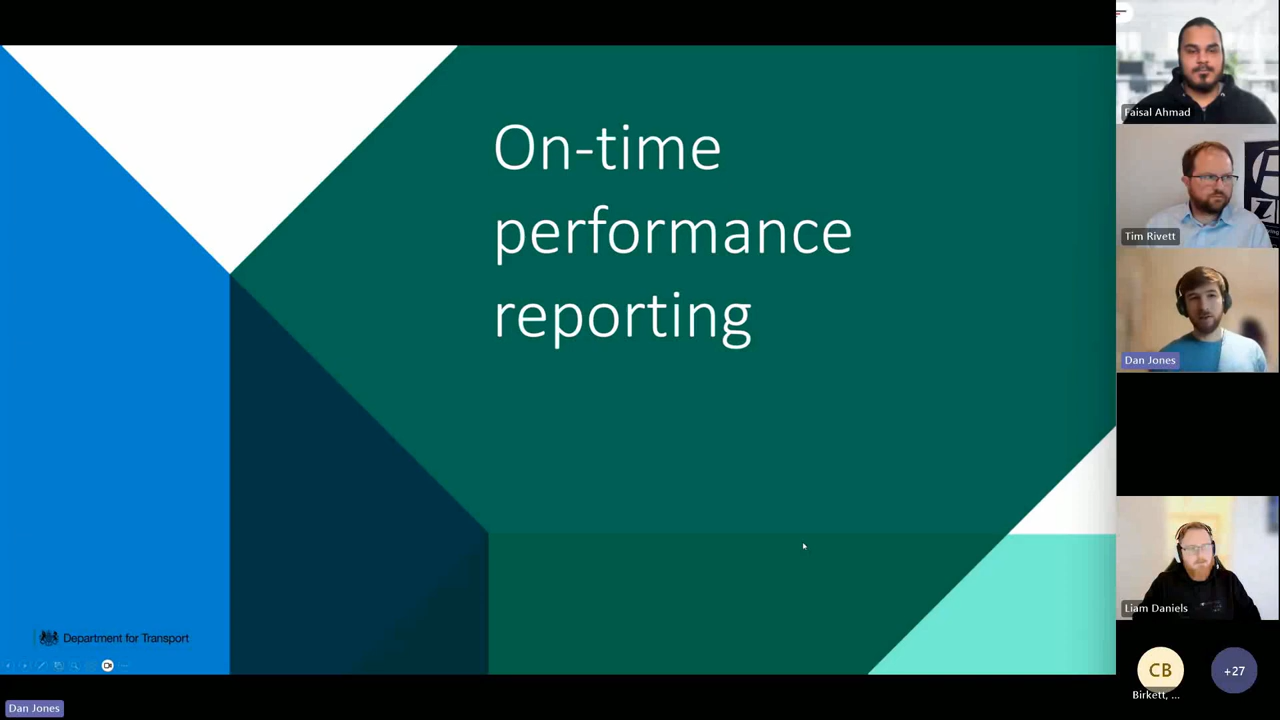 On-time
performance
reporting
Department for Transport
Dan Jones
Faisal Ahmad
Tim Rivett
Dan Jones
Liam Daniels
CB
Birkett, ...
+27